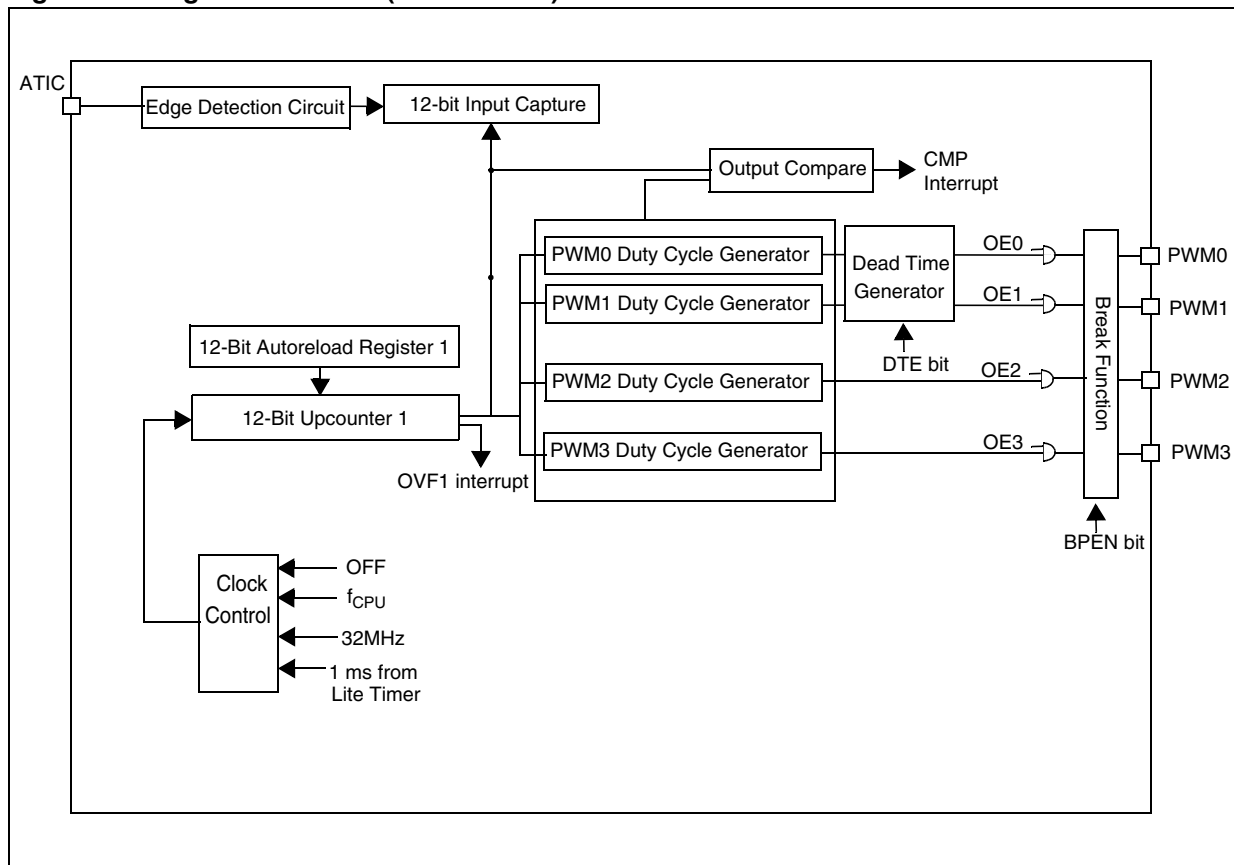 ATIC
Edge Detection Circuit
12-bit Input Capture
Output Compare
CMP
Interrupt
PWM0 Duty Cycle Generator
PWM1 Duty Cycle Generator
PWM2 Duty Cycle Generator
PWM3 Duty Cycle Generator
Dead Time
Generator
DTE bit
OE0
OE1
OE2
OE3
Break Function
BPEN bit
PWM0
PWM1
PWM2
PWM3
12-Bit Autoreload Register 1
12-Bit Upcounter 1
OVF1 interrupt
Clock
Control
OFF
fCPU
32MHz
1 ms from
Lite Timer